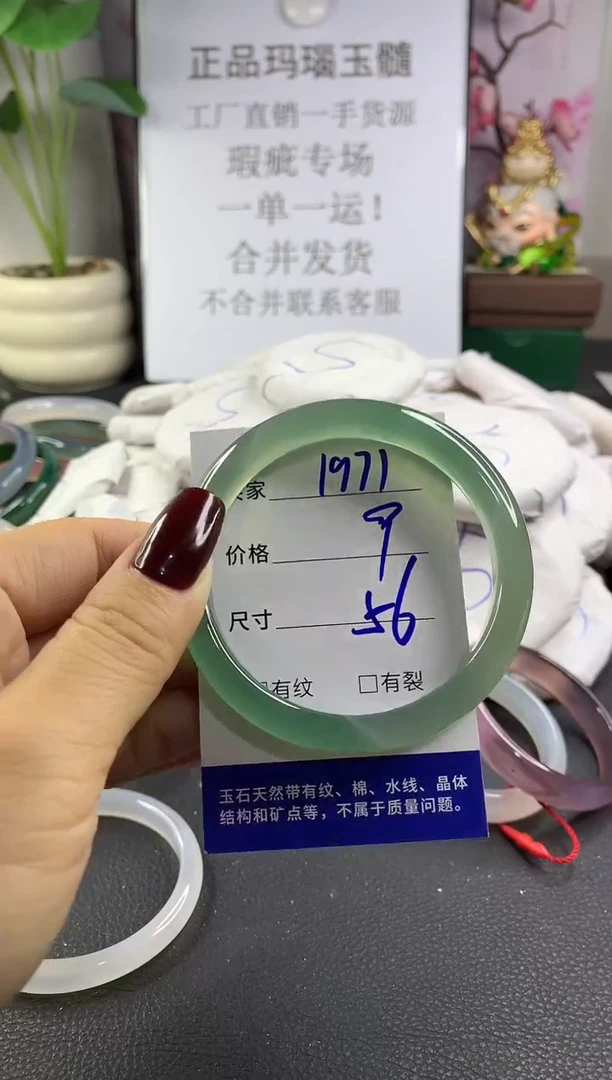 正品玛瑙玉髓
工厂直销一手货源
瑕疵专场
一单一运!
合并发货
不合并联系客服
家 1971
价格 9
尺寸 56
有纹 □有裂
玉石天然带有纹、棉、水线、晶体
结构和矿点等，不属于质量问题。